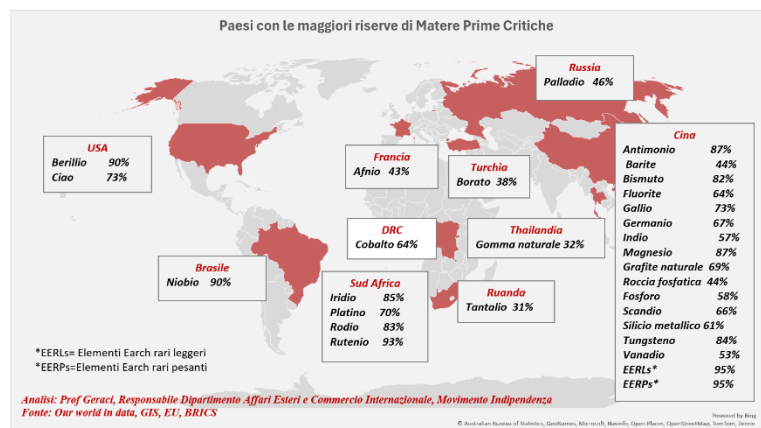 Paesi con le maggiori riserve di Matere Prime Critiche
Russia
Palladio 46%
USA
Berillio 90%
Ciao 73%
Francia
Afnio 43%
Turchia
Borato 38%
DRC
Cobalto 64%
Thailandia
Gomma naturale 32%
Brasile
Niobio 90%
Sud Africa
Iridio 85%
Platino 70%
Rodio 83%
Rutenio 93%
Ruanda
Tantalio 31%
Cina
Antimonio 87%
Barite 44%
Bismuto 82%
Fluorite 64%
Gallio 73%
Germanio 67%
Indio 57%
Magnesio 87%
Grafite naturale 69%
Roccia fosfatica 44%
Fosforo 58%
Scandio 66%
Silicio metallico 61%
Tungsteno 84%
Vanadio 53%
EERLs* 95%
EERPs* 95%
*EERLs= Elementi Earch rari leggeri
*EERPs=Elementi Earch rari pesanti
Analisi: Prof Geraci, Responsabile Dipartimento Affari Esteri e Commercio Internazionale, Movimento Indipendenza
Fonte: Our world in data, GIS, EU, BRICS
Powered by Bing
© Australian Bureau of Statistics, GeoNames, Microsoft, Navinfo, Open Places, OpenStreetMap, TomTom, Zenrin